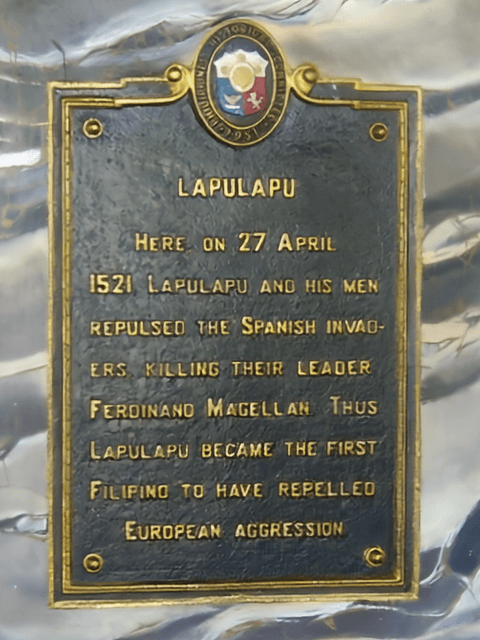 LAPULAPU
HERE, ON 27 APRIL
1521 LAPULAPU AND HIS MEN
REPULSED THE SPANISH INVAD-
ERS, KILLING THEIR LEADER,
FERDINAND MAGELLAN. THUS
LAPULAPU BECAME THE FIRST
FILIPINO TO HAVE REPELLED
EUROPEAN AGGRESSION